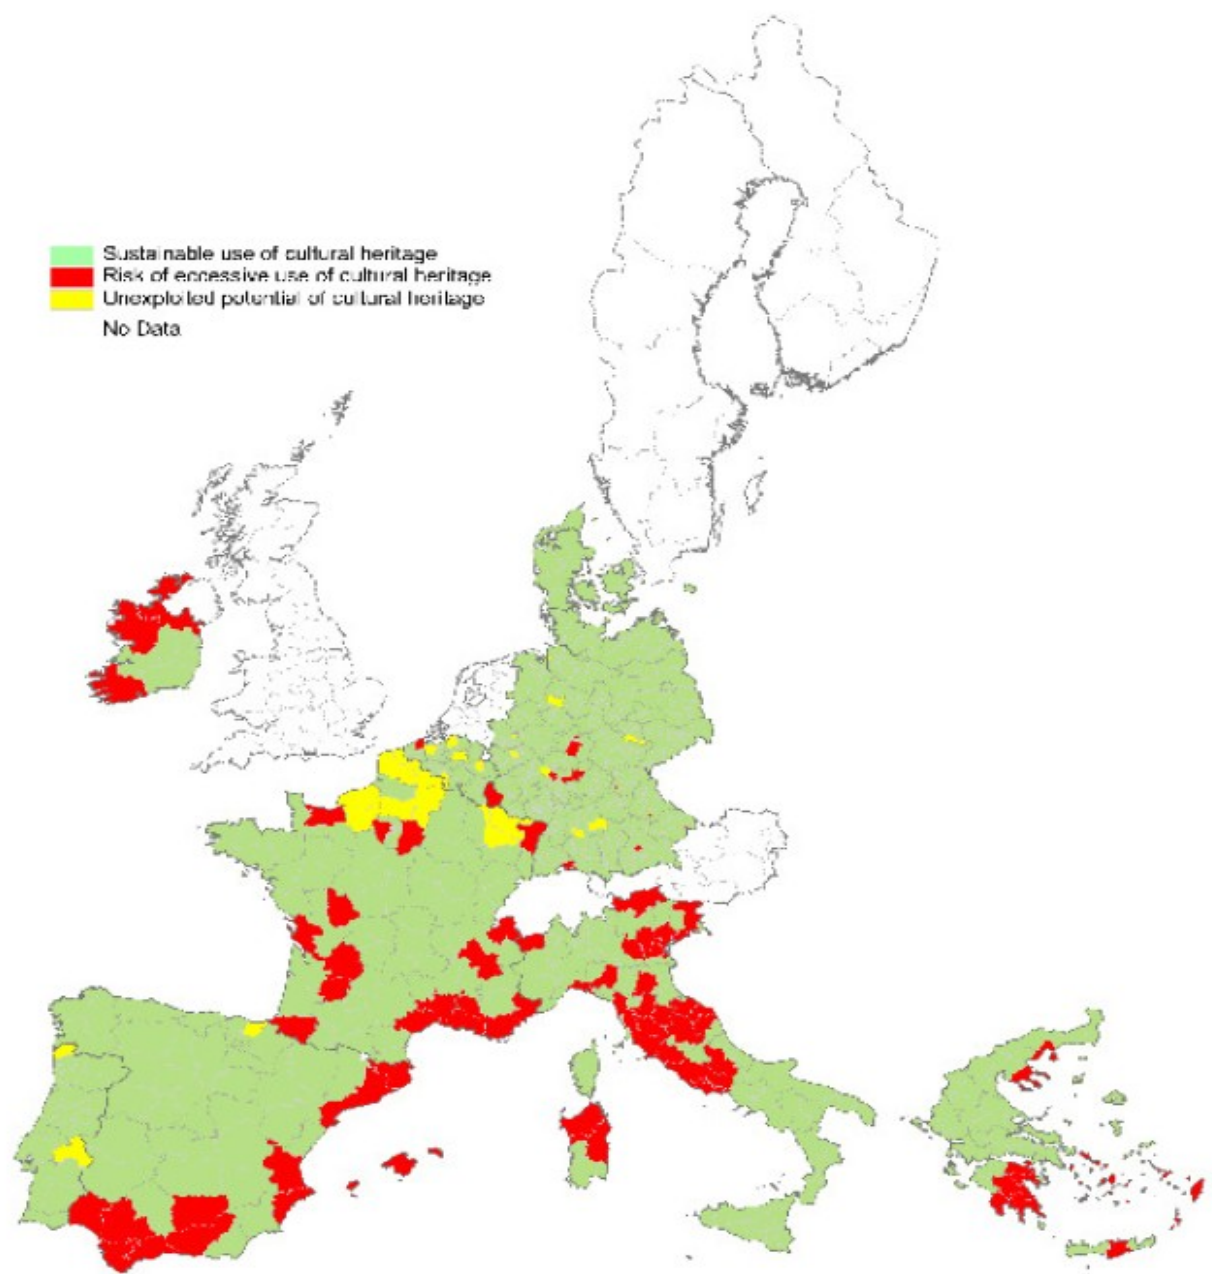 Sustainable use of cultural heritage
Risk of eccessive use of cultural heritage
Unexploited potential of cultural heritage
No Data